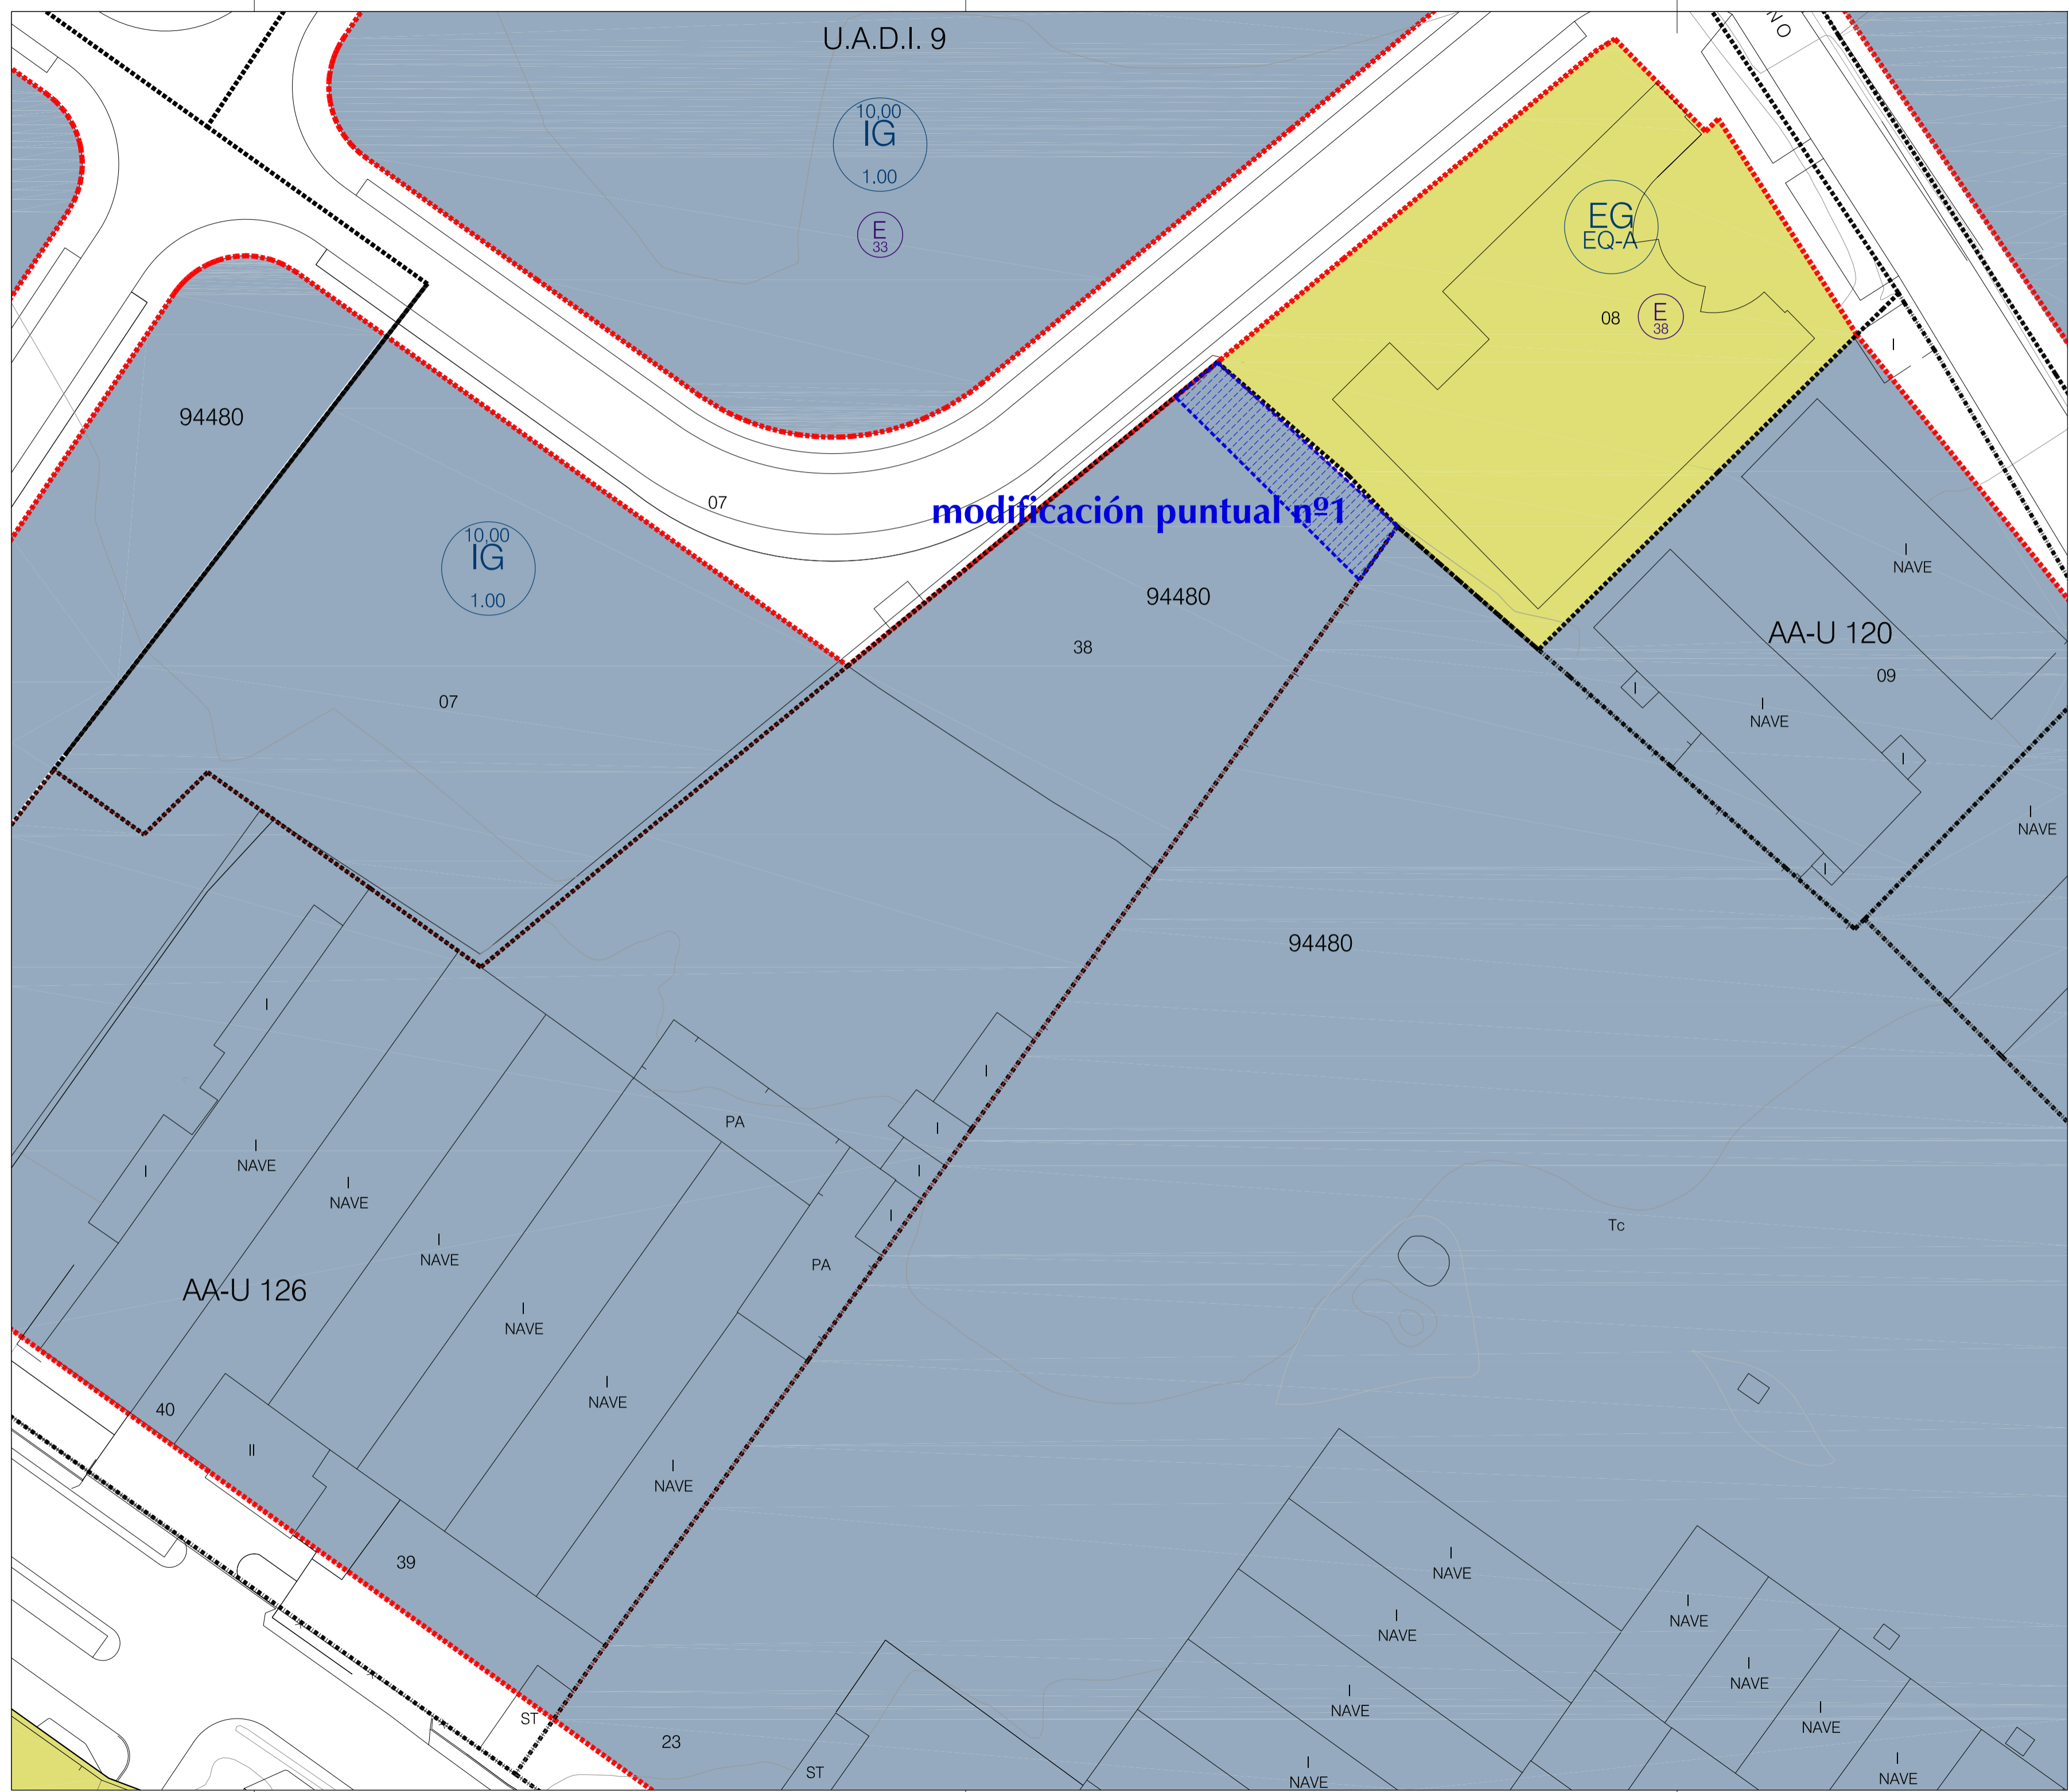 U.A.D.I. 9
NO
10,00
IG
1.00
E
33
EG
EQ-A
08
E
38
I
94480
07
modificación puntual nº1
10,00
IG
1.00
I
NAVE
94480
AA-U 120
38
09
I
I
NAVE
07
I
I
NAVE
I
94480
I
I
PA
I
I
NAVE
I
I
I
NAVE
I
Tc
I
NAVE
PA
AA-U 126
I
NAVE
I
NAVE
40
II
I
NAVE
39
I
NAVE
I
NAVE
I
NAVE
I
NAVE
I
NAVE
ST
I
NAVE
23
ST
I
NAVE
I
NAVE